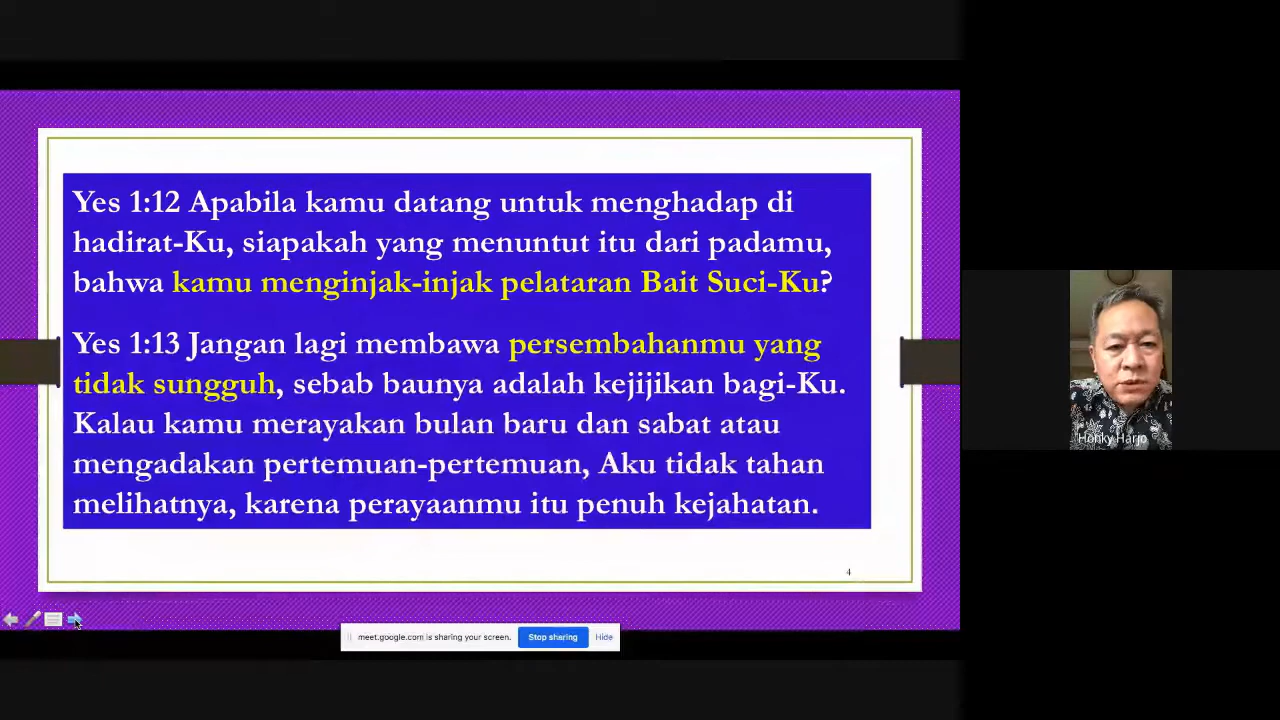 Yes 1:12 Apabila kamu datang untuk menghadap di
hadirat-Ku, siapakah yang menuntut itu dari padamu,
bahwa kamu menginjak-injak pelataran Bait Suci-Ku?
Yes 1:13 Jangan lagi membawa persembahanmu yang
tidak sungguh, sebab baunya adalah kejijikan bagi-Ku.
Kalau kamu merayakan bulan baru dan sabat atau
mengadakan pertemuan-pertemuan, Aku tidak tahan
melihatnya, karena perayaanmu itu penuh kejahatan.
4
meet.google.com is sharing your screen.
Stop sharing
Hide
Honky Harjo